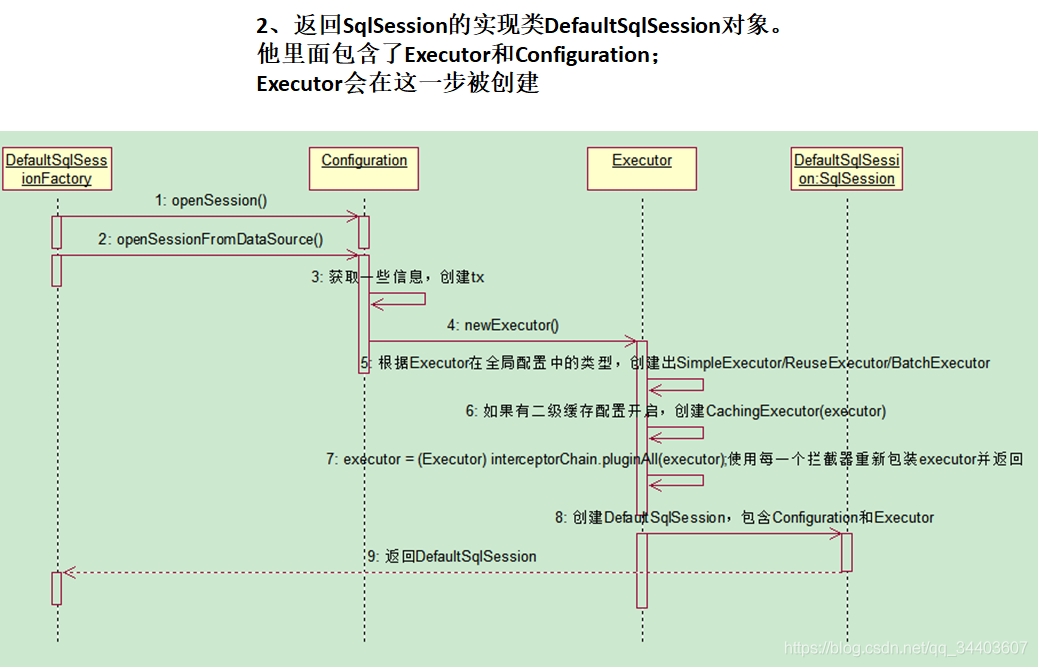 2、返回SqlSession的实现类DefaultSqlSession对象。
他里面包含了Executor和Configuration；
Executor会在这一步被创建
DefaultSqlSess
ionFactory
Configuration
Executor
DefaultSqlSessi
on:SqlSession
1: openSession()
2: openSessionFromDataSource()
3: 获取一些信息，创建tx
4: newExecutor()
5: 根据Executor在全局配置中的类型，创建出SimpleExecutor/ReuseExecutor/BatchExecutor
6: 如果有二级缓存配置开启，创建CachingExecutor(executor)
7: executor = (Executor) interceptorChain.pluginAll(executor);使用每一个拦截器重新包装executor并返回
8: 创建DefaultSqlSession，包含Configuration和Executor
9: 返回DefaultSqlSession
https://blog.csdn.net/qq_34403607